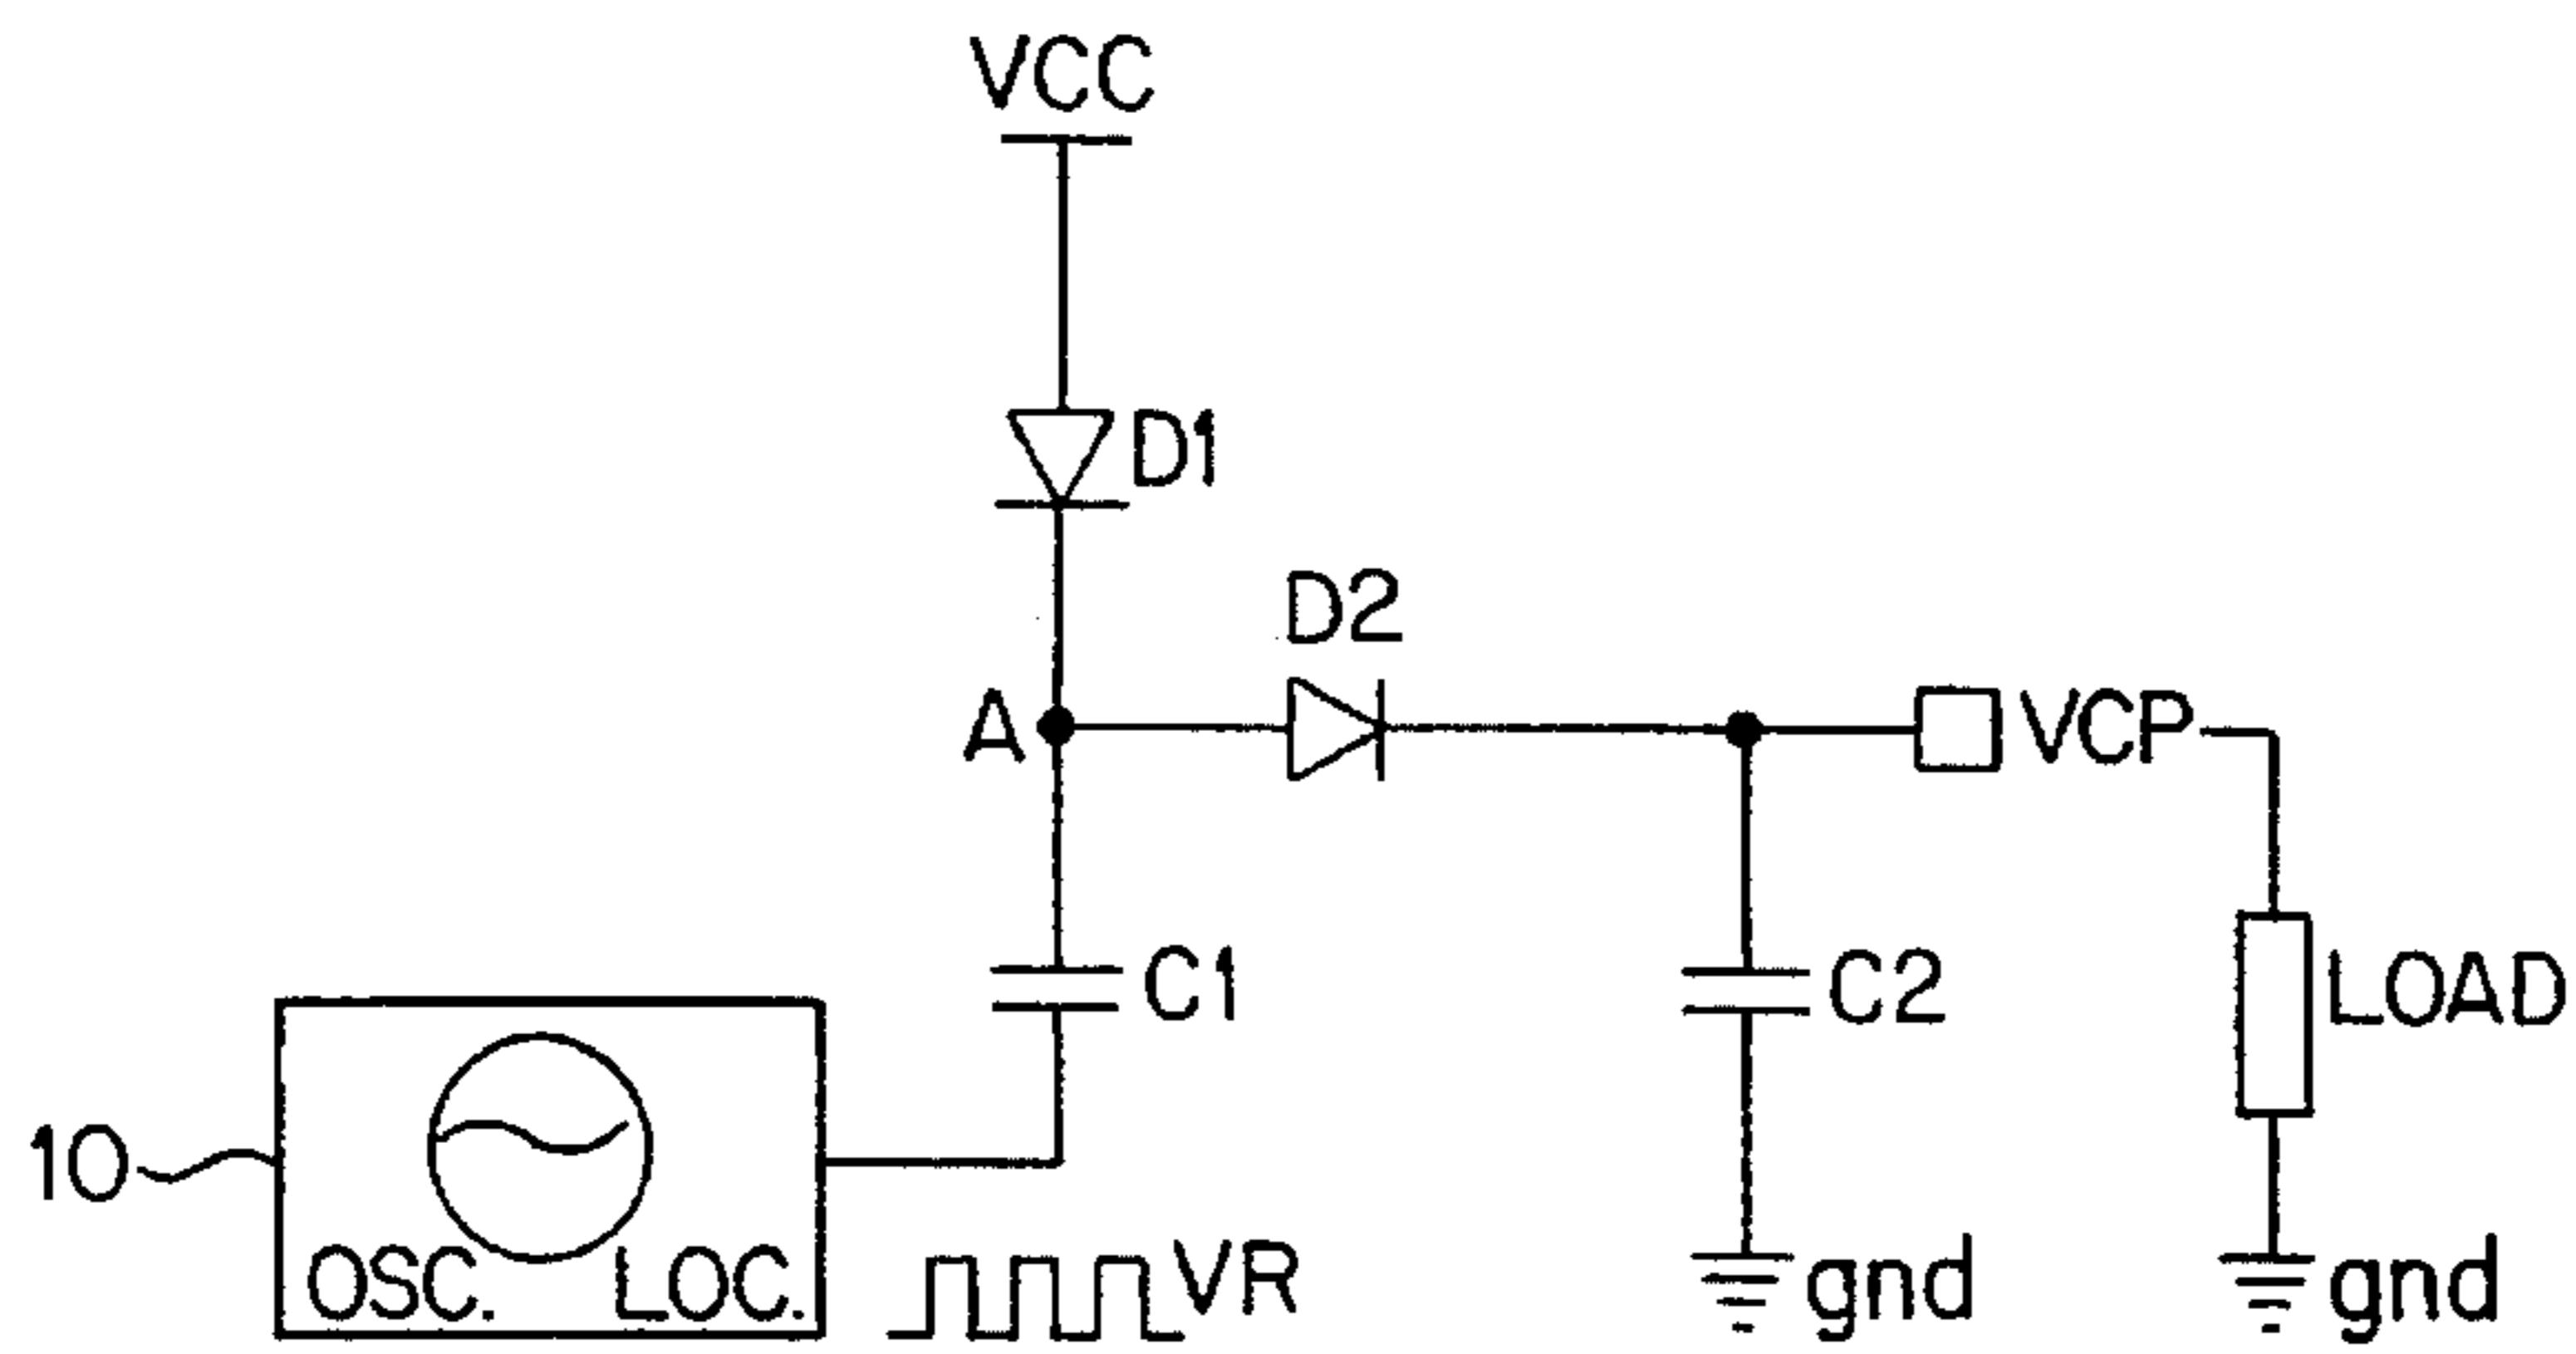 VCC
D1
D2
A
VCP
C1
C2
LOAD
10
OSC. LOC.
VR
gnd
gnd